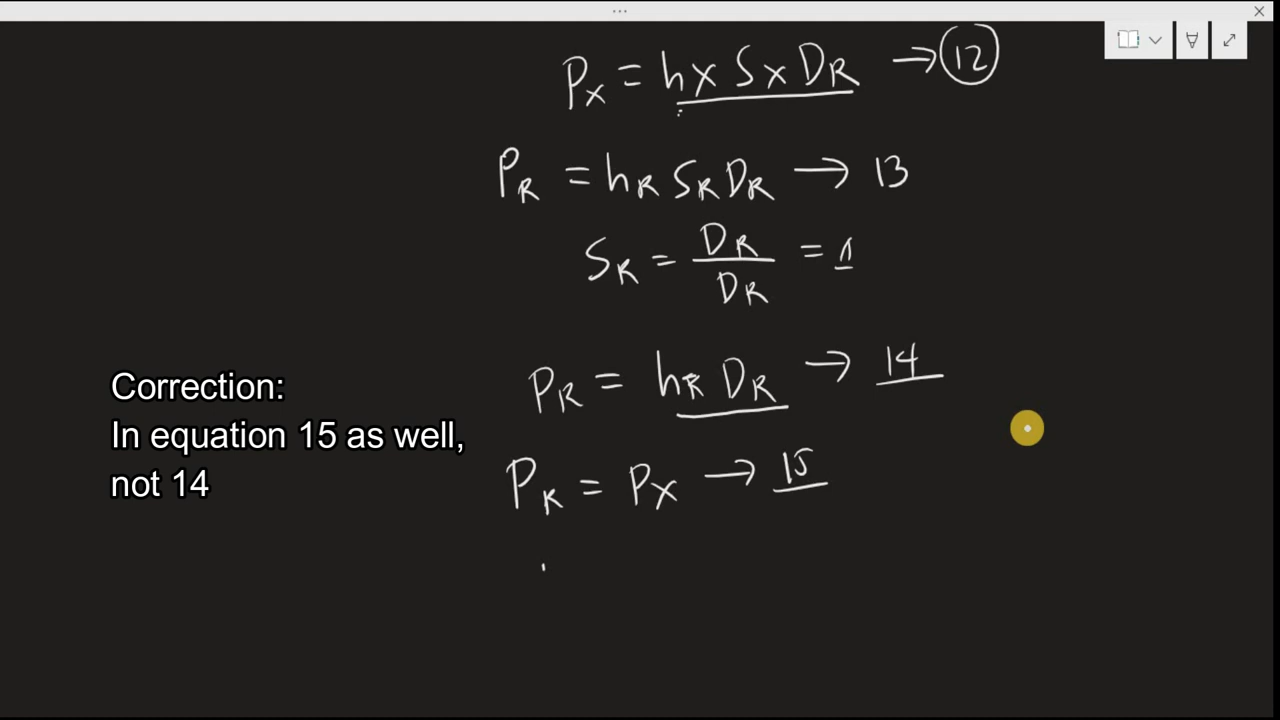 Px = hx Sx DR → 12
PR = hR SR DR → 13
SR = DR / DR = 1
PR = hR DR → 14
Correction:
In equation 15 as well,
not 14
PR = Px → 15